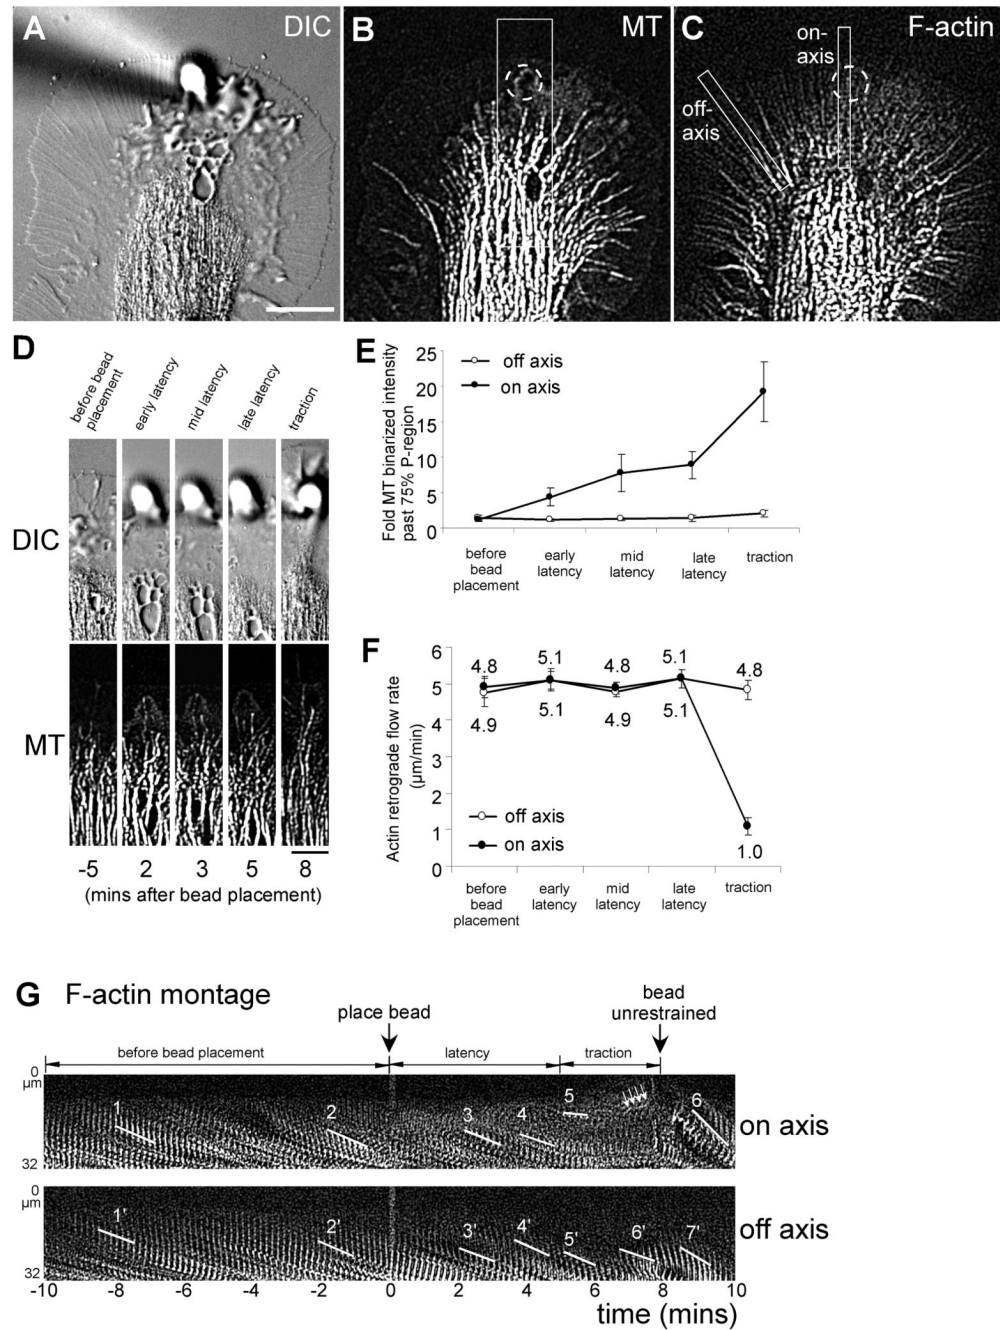 A
DIC
B
MT
C
F-actin
on-
axis
off-
axis
D
before bead
placement
early latency
mid latency
late latency
traction
DIC
MT
-5
2
3
5
8
(mins after bead placement)
E
Fold MT binarized intensity
past 75% P-region
25
20
15
10
5
0
off axis
on axis
before
bead
placement
early
latency
mid
latency
late
latency
traction
F
Actin retrograde flow rate
(µm/min)
6
5
4
3
2
1
0
4.8
5.1
4.8
5.1
4.8
4.9
5.1
4.9
5.1
1.0
off axis
on axis
before
bead
placement
early
latency
mid
latency
late
latency
traction
G F-actin montage
place bead
bead
unrestrained
before bead placement
latency
traction
0
µm
32
1
2
3
4
5
6
on axis
0
µm
32
1'
2'
3'
4'
5'
6'
7'
off axis
-10
-8
-6
-4
-2
0
2
4
6
8
10
time (mins)